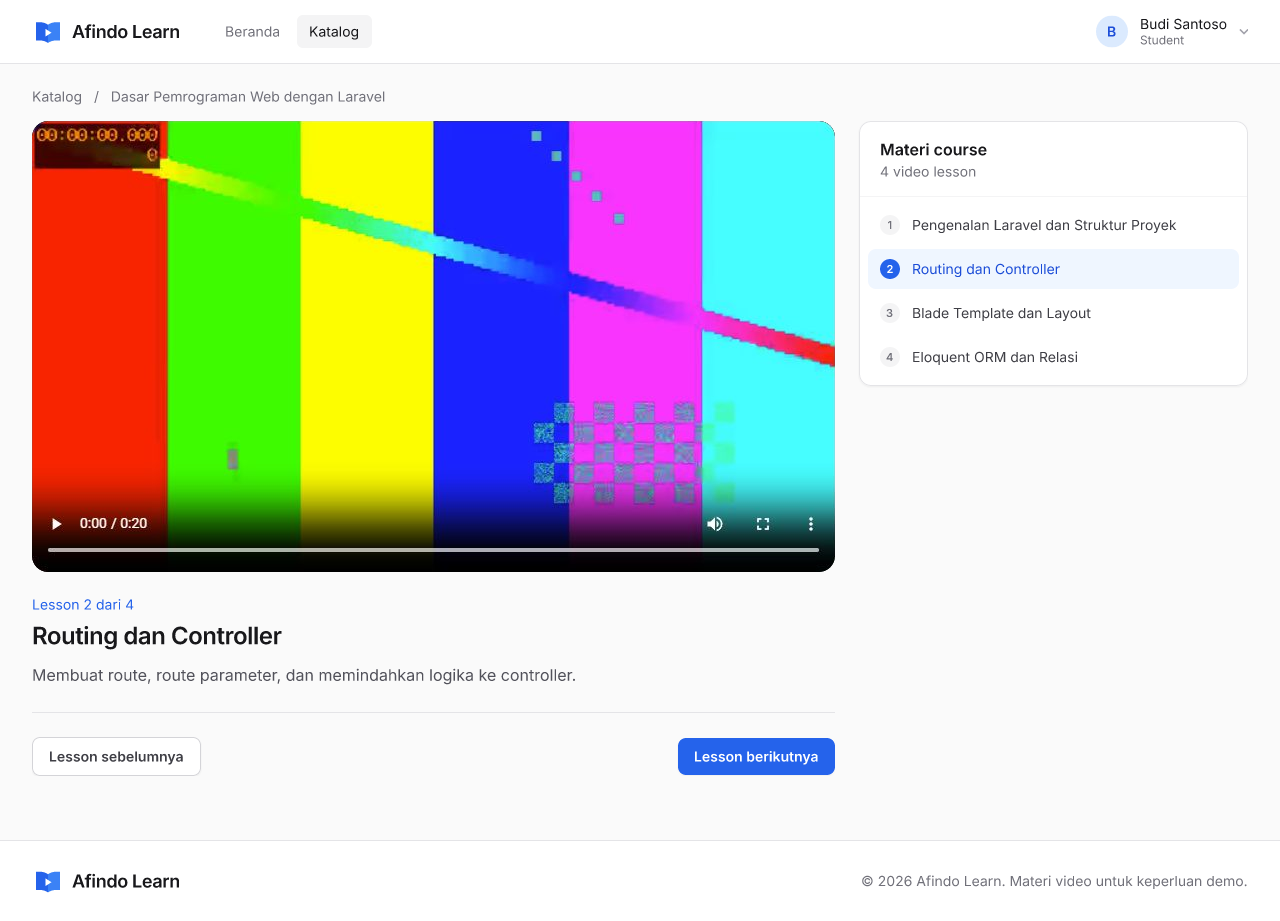 Afindo Learn
Beranda
Katalog
B
Budi Santoso
Student
Katalog / Dasar Pemrograman Web dengan Laravel
00:00:00.000
0
0:00 / 0:20
Lesson 2 dari 4
Routing dan Controller
Membuat route, route parameter, dan memindahkan logika ke controller.
Lesson sebelumnya
Lesson berikutnya
Materi course
4 video lesson
1 Pengenalan Laravel dan Struktur Proyek
2 Routing dan Controller
3 Blade Template dan Layout
4 Eloquent ORM dan Relasi
Afindo Learn
© 2026 Afindo Learn. Materi video untuk keperluan demo.